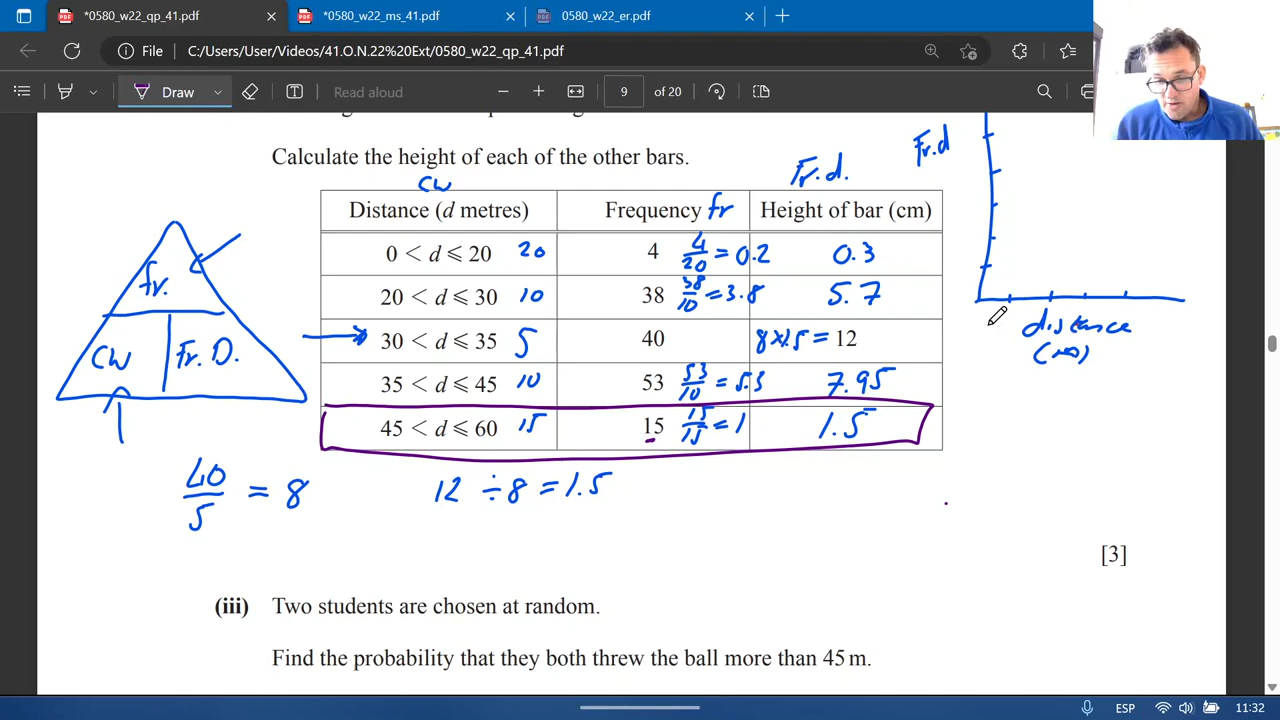 *0580_w22_qp_41.pdf
*0580_w22_ms_41.pdf
0580_w22_er.pdf
File
C:/Users/User/Videos/41.O.N.22%20Ext/0580_w22_qp_41.pdf
Draw
Read aloud
9 of 20
Calculate the height of each of the other bars.
Fr.d
CW
Fr.d.
Distance (d metres) Frequency fr Height of bar (cm)
0 < d ⩽ 20 20 4 4/20 = 0.2 0.3
20 < d ⩽ 30 10 38 38/10 = 3.8 5.7
30 < d ⩽ 35 5 40 8×1.5 = 12
35 < d ⩽ 45 10 53 53/10 = 5.3 7.95
45 < d ⩽ 60 15 15 15/15 = 1 1.5
fr.
CW Fr. D.
distance
(m)
40/5 = 8
12 ÷ 8 = 1.5
[3]
(iii) Two students are chosen at random.
Find the probability that they both threw the ball more than 45 m.
ESP
11:32